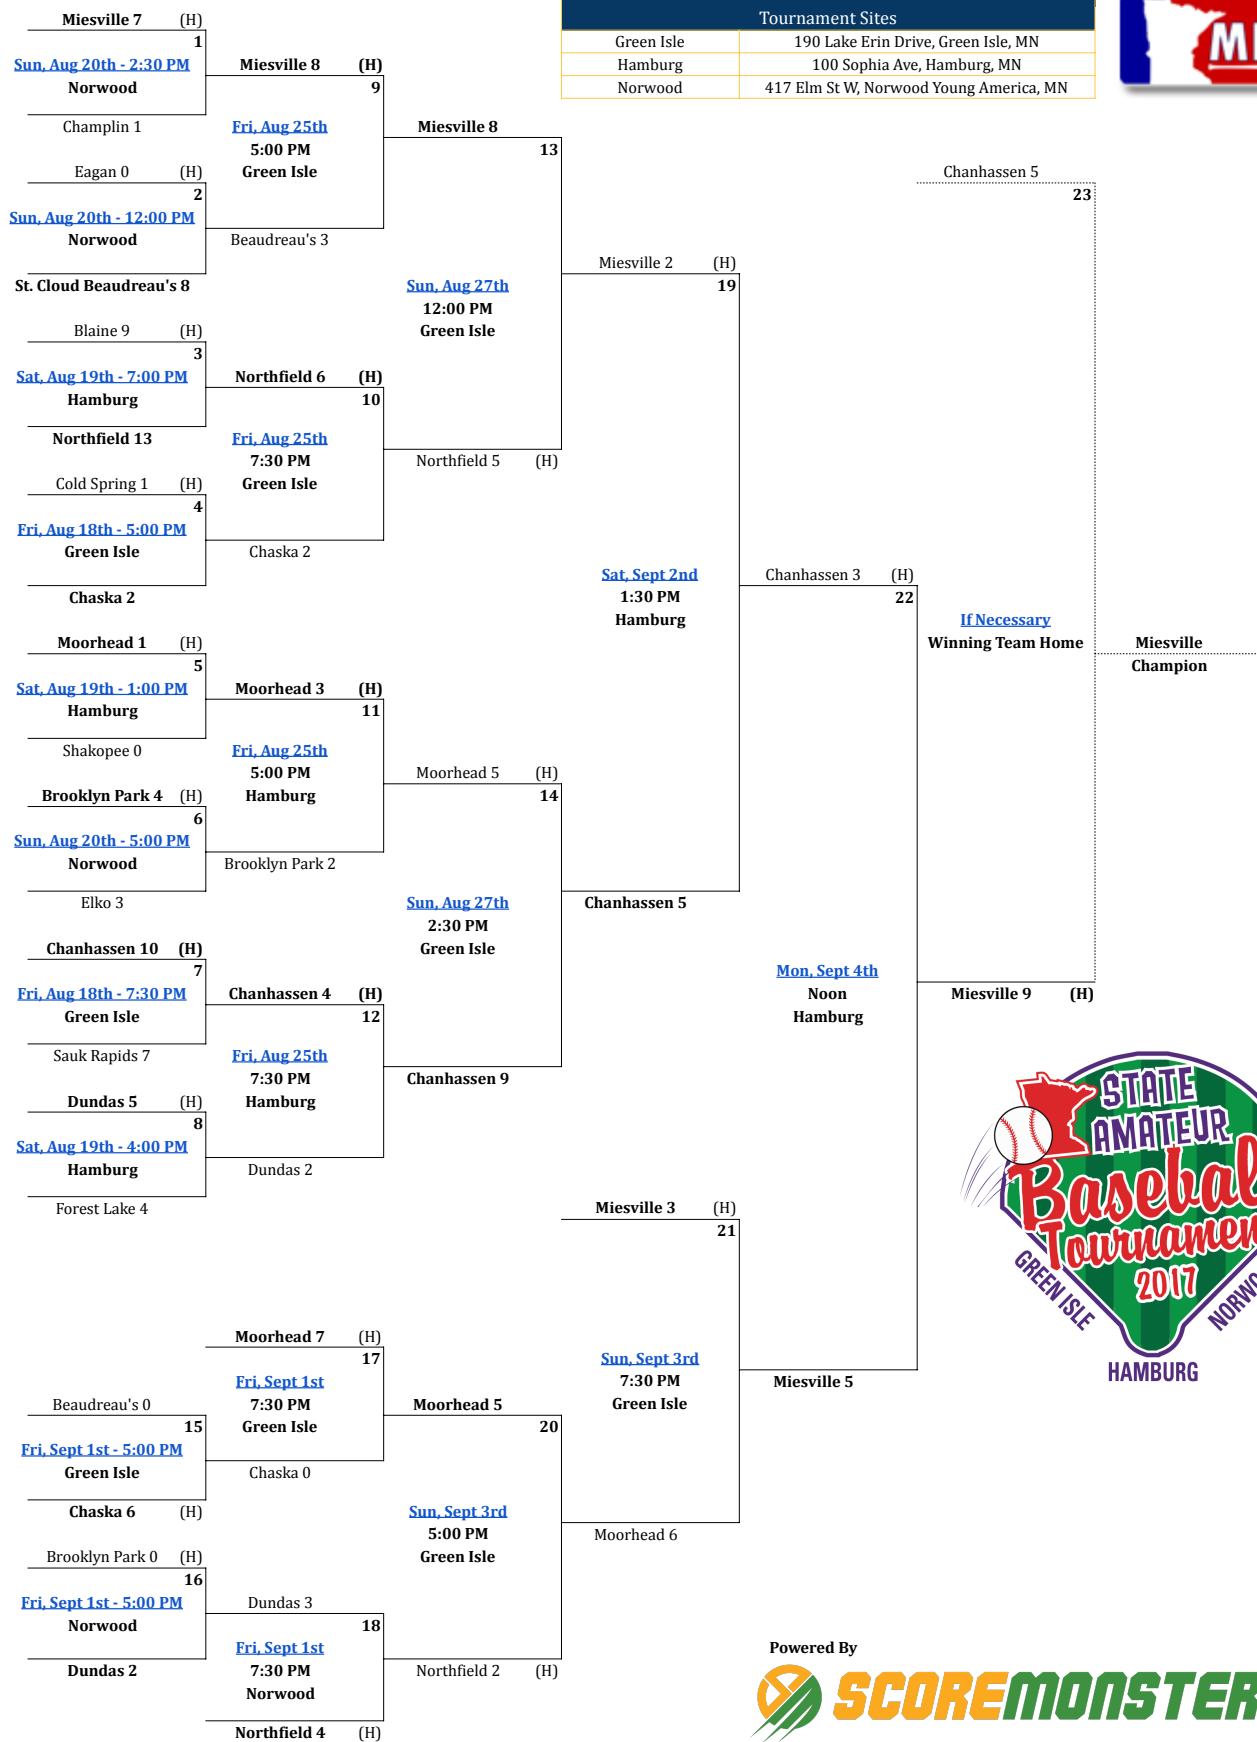 Tournament Sites
Green Isle 190 Lake Erin Drive, Green Isle, MN
Hamburg 100 Sophia Ave, Hamburg, MN
Norwood 417 Elm St W, Norwood Young America, MN
Miesville 7 (H)
1
Sun, Aug 20th - 2:30 PM
Norwood
Champlin 1
Eagan 0 (H)
2
Sun, Aug 20th - 12:00 PM
Norwood
St. Cloud Beaudreau's 8
Blaine 9 (H)
3
Sat, Aug 19th - 7:00 PM
Hamburg
Northfield 13
Cold Spring 1 (H)
4
Fri, Aug 18th - 5:00 PM
Green Isle
Chaska 2
Moorhead 1 (H)
5
Sat, Aug 19th - 1:00 PM
Hamburg
Shakopee 0
Brooklyn Park 4 (H)
6
Sun, Aug 20th - 5:00 PM
Norwood
Elko 3
Chanhassen 10 (H)
7
Fri, Aug 18th - 7:30 PM
Green Isle
Sauk Rapids 7
Dundas 5 (H)
8
Sat, Aug 19th - 4:00 PM
Hamburg
Forest Lake 4
Miesville 8 (H)
9
Fri, Aug 25th
5:00 PM
Green Isle
Beaudreau's 3
Northfield 6 (H)
10
Fri, Aug 25th
7:30 PM
Green Isle
Chaska 2
Moorhead 3 (H)
11
Fri, Aug 25th
5:00 PM
Hamburg
Brooklyn Park 2
Chanhassen 4 (H)
12
Fri, Aug 25th
7:30 PM
Hamburg
Dundas 2
Miesville 8
13
Sun, Aug 27th
12:00 PM
Green Isle
Northfield 5 (H)
Moorhead 5 (H)
14
Sun, Aug 27th
2:30 PM
Green Isle
Chanhassen 9
Miesville 2 (H)
19
Sat, Sept 2nd
1:30 PM
Hamburg
Chanhassen 5
Chanhassen 3 (H)
22
Mon, Sept 4th
Noon
Hamburg
Miesville 5
Chanhassen 5
23
If Necessary
Winning Team Home
Miesville 9 (H)
Miesville
Champion
Beaudreau's 0
15
Fri, Sept 1st - 5:00 PM
Green Isle
Chaska 6 (H)
Brooklyn Park 0 (H)
16
Fri, Sept 1st - 5:00 PM
Norwood
Dundas 2
Moorhead 7 (H)
17
Fri, Sept 1st
7:30 PM
Green Isle
Chaska 0
Dundas 3
18
Fri, Sept 1st
7:30 PM
Norwood
Northfield 4 (H)
Moorhead 5
20
Sun, Sept 3rd
5:00 PM
Green Isle
Northfield 2 (H)
Miesville 3 (H)
21
Sun, Sept 3rd
7:30 PM
Green Isle
Moorhead 6
STATE
AMATEUR
Basebal
Tournamen
2017
GREEN ISLE
NORWO
HAMBURG
Powered By
SCOREMONSTER